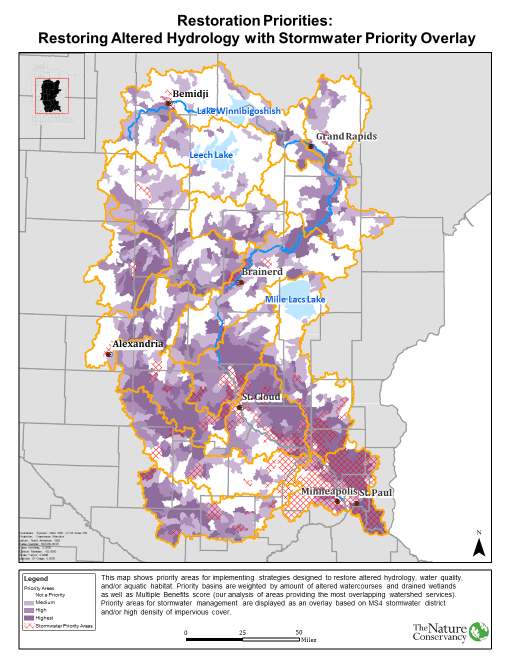 Restoration Priorities:
Restoring Altered Hydrology with Stormwater Priority Overlay
Bemidji
Lake Winnibigoshish
Grand Rapids
Leech Lake
Brainerd
Mille Lacs Lake
Alexandria
St. Cloud
Minneapolis St. Paul
N
Legend
Priority Areas
Not a Priority
Medium
High
Highest
Stormwater Priority Areas
This map shows priority areas for implementing strategies designed to restore altered hydrology, water quality,
and/or aquatic habitat. Priority basins are weighted by amount of altered watercourses and drained wetlands
as well as Multiple Benefits score (our analysis of areas providing the most overlapping watershed services).
Priority areas for stormwater management are displayed as an overlay based on MS4 stormwater district
and/or high density of impervious cover.
0 25 50
Miles
The Nature
Conservancy